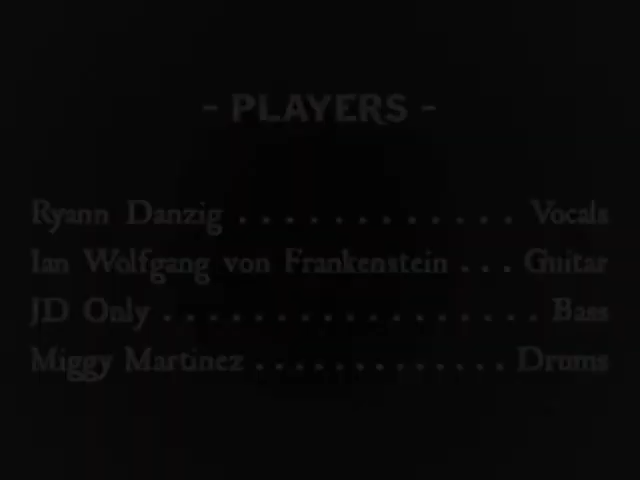 - PLAYERS -
Ryann Danzig . . . . . . . . . . . . Vocals
Ian Wolfgang von Frankenstein . . . Guitar
JD Only . . . . . . . . . . . . . . . . . Bass
Miggy Martinez . . . . . . . . . . . Drums